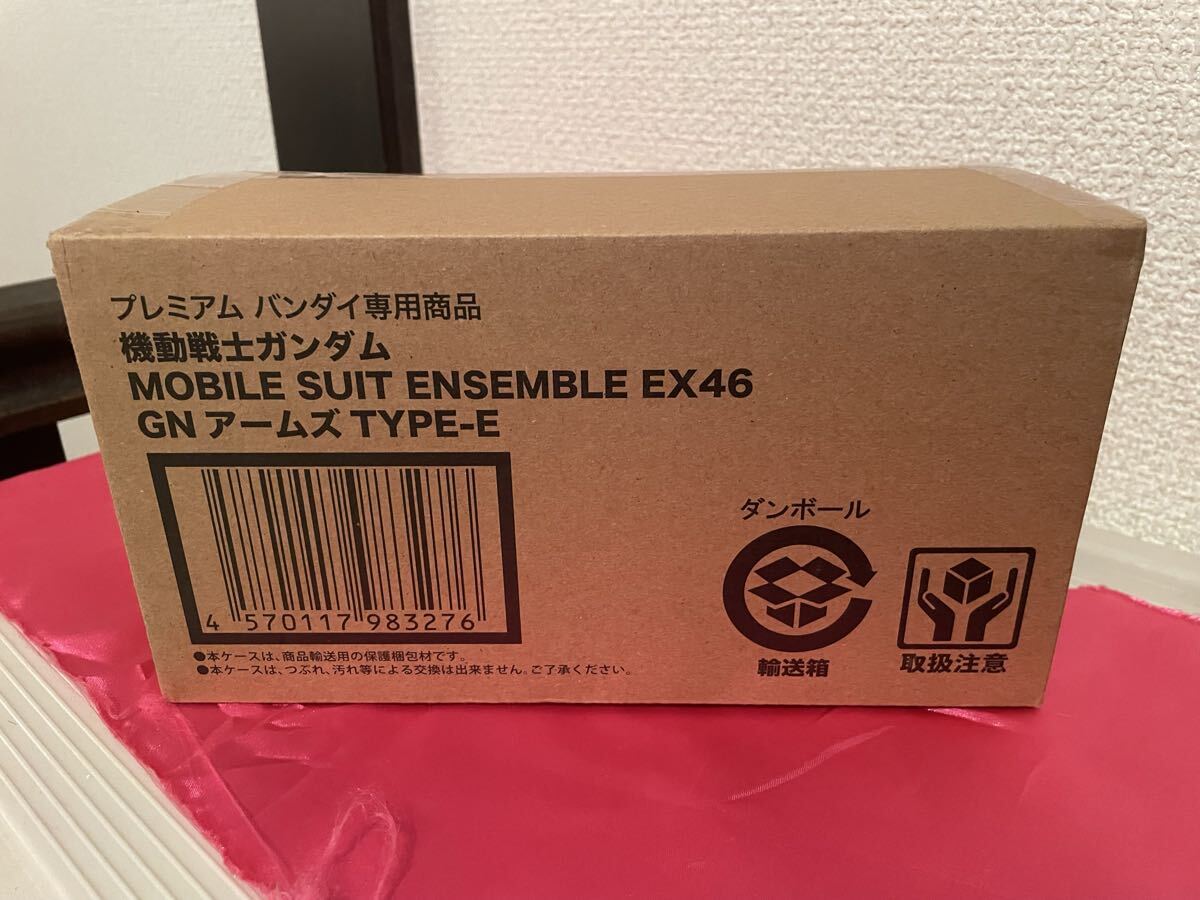 プレミアム バンダイ専用商品
機動戦士ガンダム
MOBILE SUIT ENSEMBLE EX46
GN アームズ TYPE-E
4 570117 983276
●本ケースは、商品輸送用の保護梱包材です。
●本ケースは、つぶれ、汚れ等による交換は出来ません。ご了承ください。
ダンボール
輸送箱
取扱注意